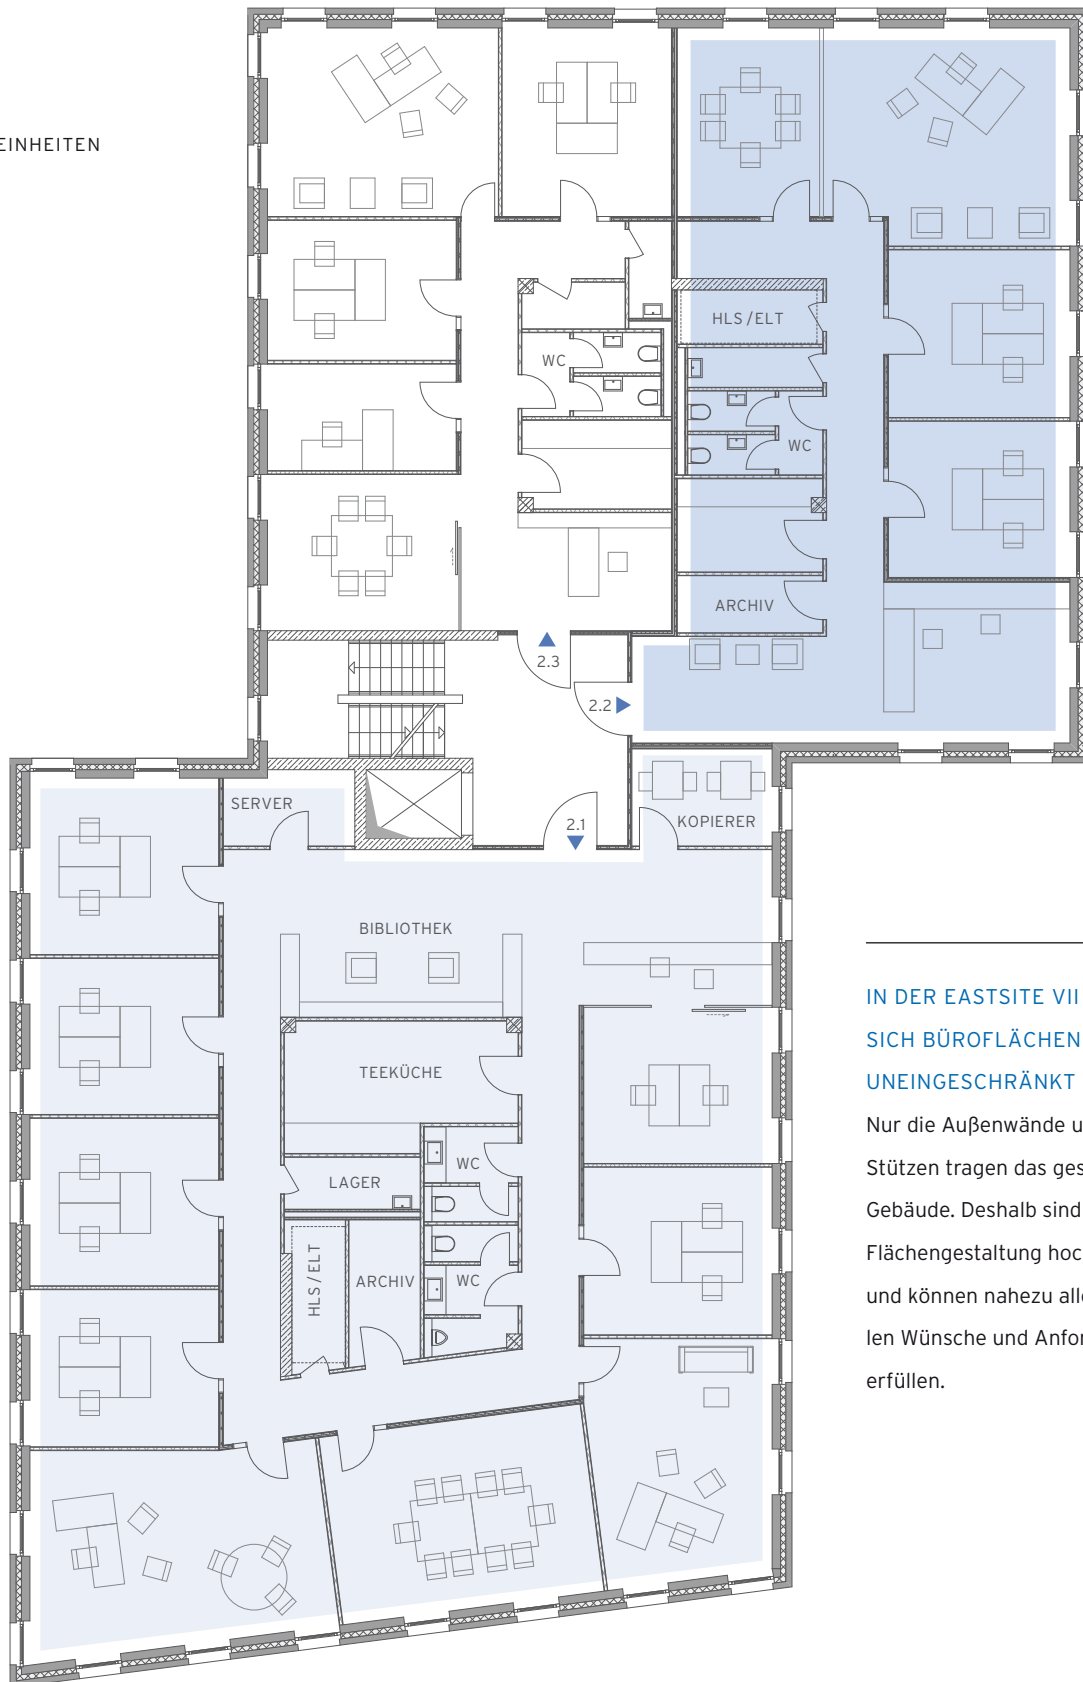 EINHEITEN
HLS/ELT
WC
WC
ARCHIV
2.3
2.2
SERVER
2.1
KOPIERER
BIBLIOTHEK
TEEKÜCHE
WC
LAGER
HLS/ELT
ARCHIV
WC
IN DER EASTSITE VII
SICH BÜROFLÄCHEN
UNEINGESCHRÄNKT
Nur die Außenwände u
Stützen tragen das ges
Gebäude. Deshalb sind
Flächengestaltung hoc
und können nahezu alle
len Wünsche und Anfor
erfüllen.